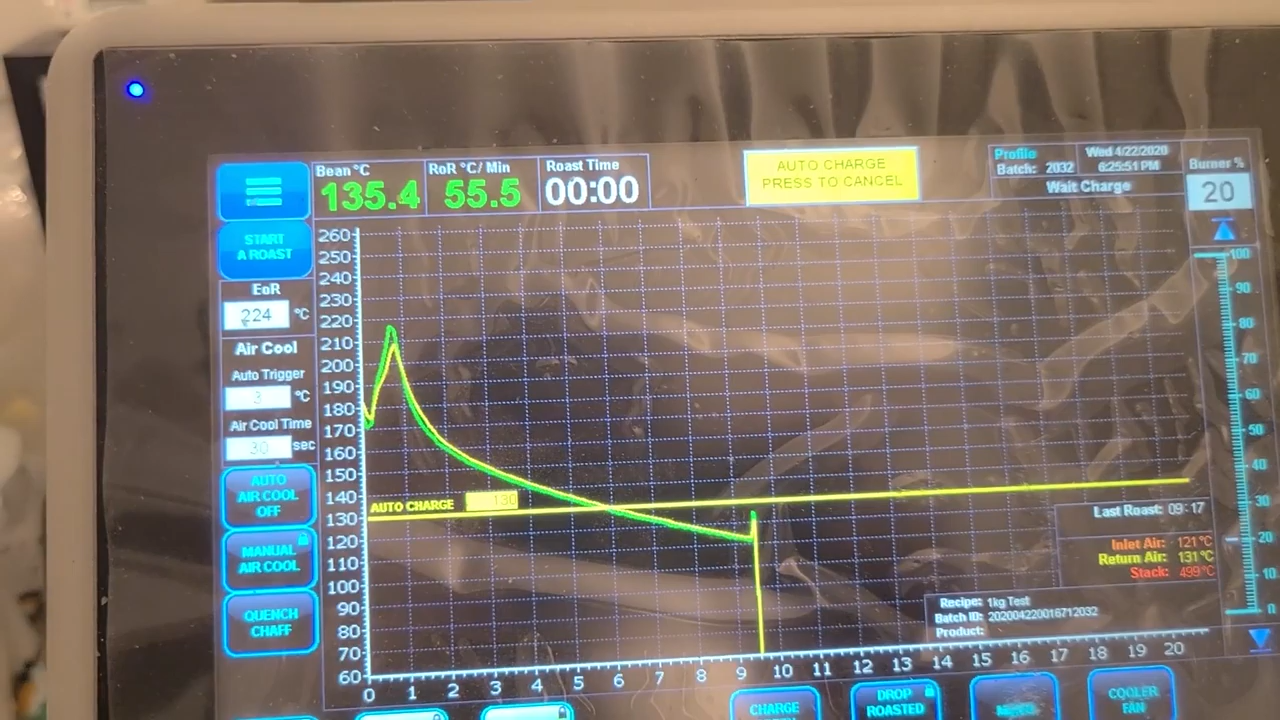 Bean °C
135.4
RoR °C/ Min
55.5
Roast Time
00:00
AUTO CHARGE
PRESS TO CANCEL
Profile
Batch: 2032
Wed 4/22/2020
6:25:51 PM
Wait Charge
Burner %
20
START
A ROAST
EoR
224 °C
Air Cool
Auto Trigger
3 °C
Air Cool Time
30 sec
AUTO
AIR COOL
OFF
MANUAL
AIR COOL
QUENCH
CHAFF
260
250
240
230
220
210
200
190
180
170
160
150
140
130
120
110
100
90
80
70
60
AUTO CHARGE 130
0 1 2 3 4 5 6 7 8 9 10 11 12 13 14 15 16 17 18 19 20
100
90
80
70
60
50
40
30
20
10
0
Last Roast: 09:17
Inlet Air: 121°C
Return Air: 131°C
Stack: 499°C
Recipe: 1kg Test
Batch ID: 202004220016712032
Product:
CHARGE
DROP
ROASTED
COOLER
FAN